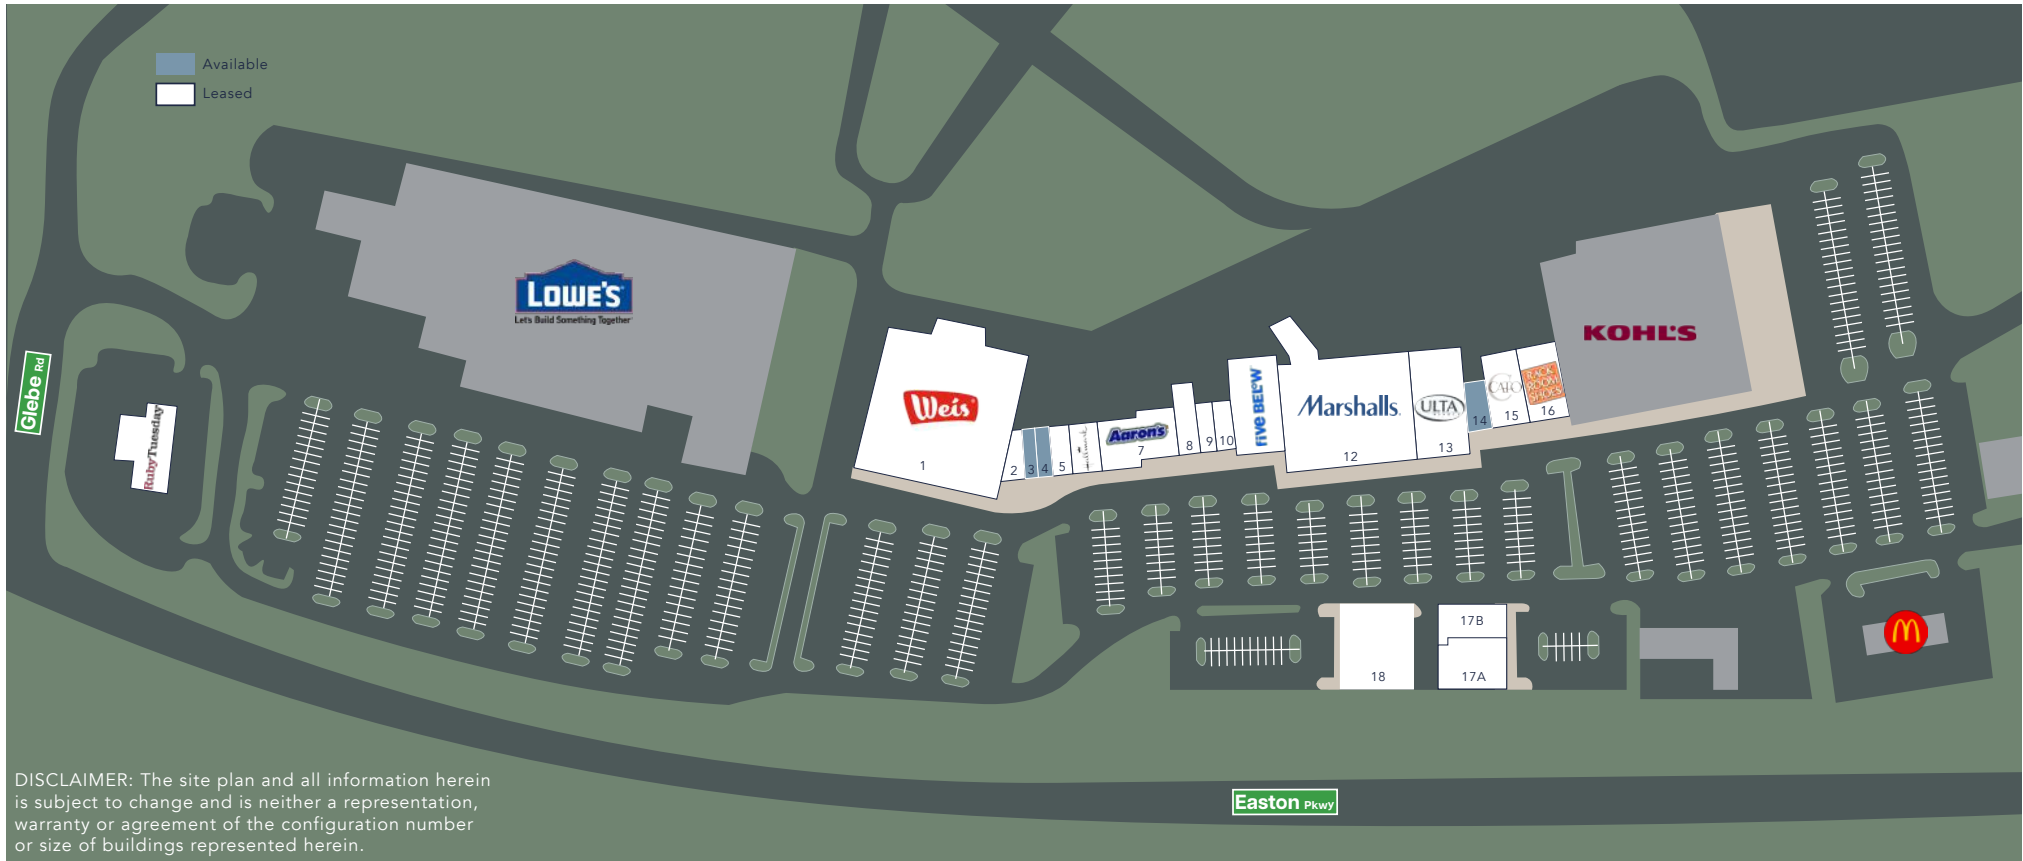 Available
Leased
LOWE'S
Let's Build Something Together
KOHL'S
Glebe Rd
RubyTuesday
Weis
1
2
3
4
5
Aaron's
7
8
9
10
FIVE BELOW
Marshalls.
12
ULTA
13
14
CATO
15
RACK
ROOM
SHOES
16
17B
17A
18
M
DISCLAIMER: The site plan and all information herein
is subject to change and is neither a representation,
warranty or agreement of the configuration number
or size of buildings represented herein.
Easton Pkwy